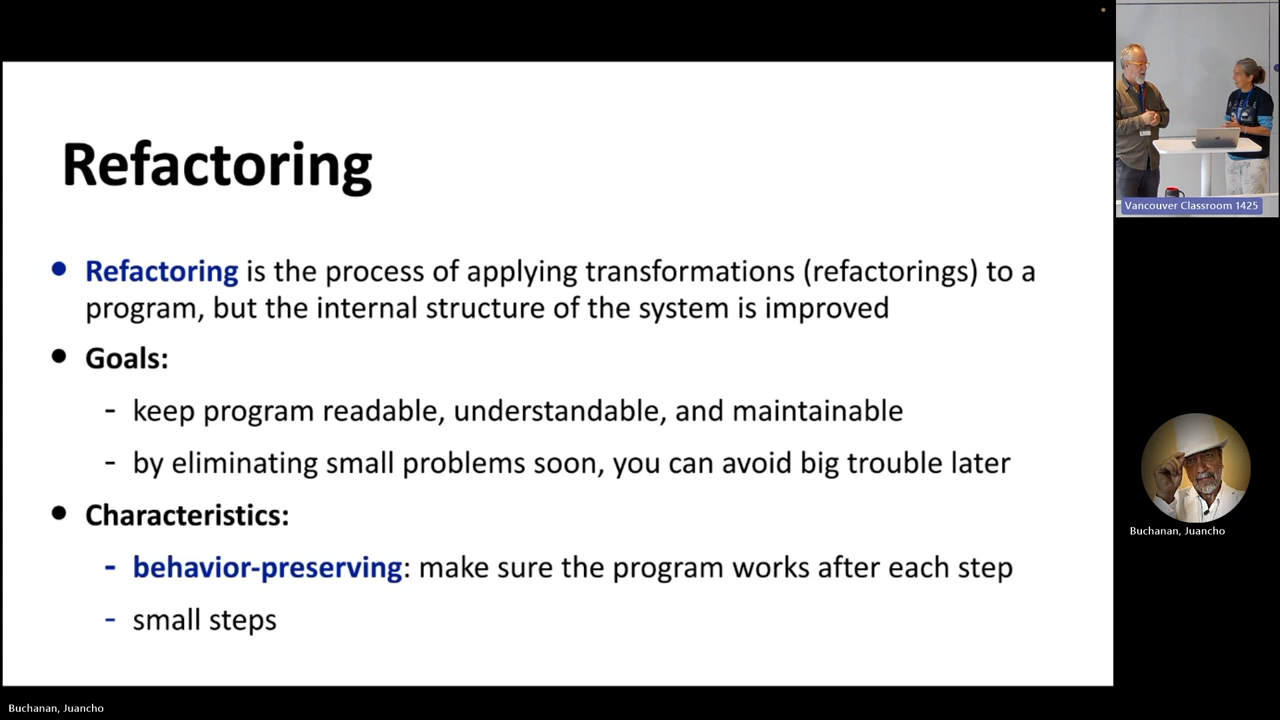 Refactoring
• Refactoring is the process of applying transformations (refactorings) to a
program, but the internal structure of the system is improved
• Goals:
- keep program readable, understandable, and maintainable
- by eliminating small problems soon, you can avoid big trouble later
• Characteristics:
- behavior-preserving: make sure the program works after each step
- small steps
Vancouver Classroom 1425
Buchanan, Juancho
Buchanan, Juancho